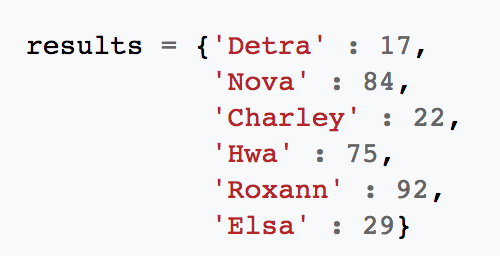 results = {'Detra' : 17,
'Nova' : 84,
'Charley' : 22,
'Hwa' : 75,
'Roxann' : 92,
'Elsa' : 29}